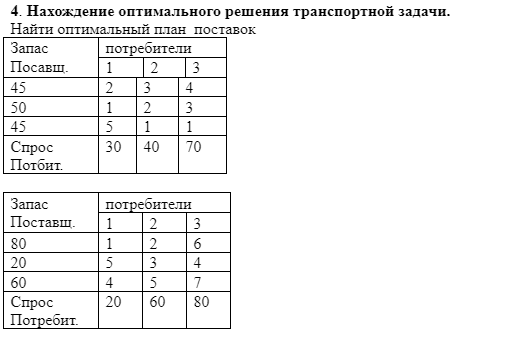 4. Нахождение оптимального решения транспортной задачи.
Найти оптимальный план поставок
Запас потребители
Посавщ. 1 2 3
45 2 3 4
50 1 2 3
45 5 1 1
Спрос 30 40 70
Потбит.
Запас потребители
Поставщ. 1 2 3
80 1 2 6
20 5 3 4
60 4 5 7
Спрос 20 60 80
Потребит.